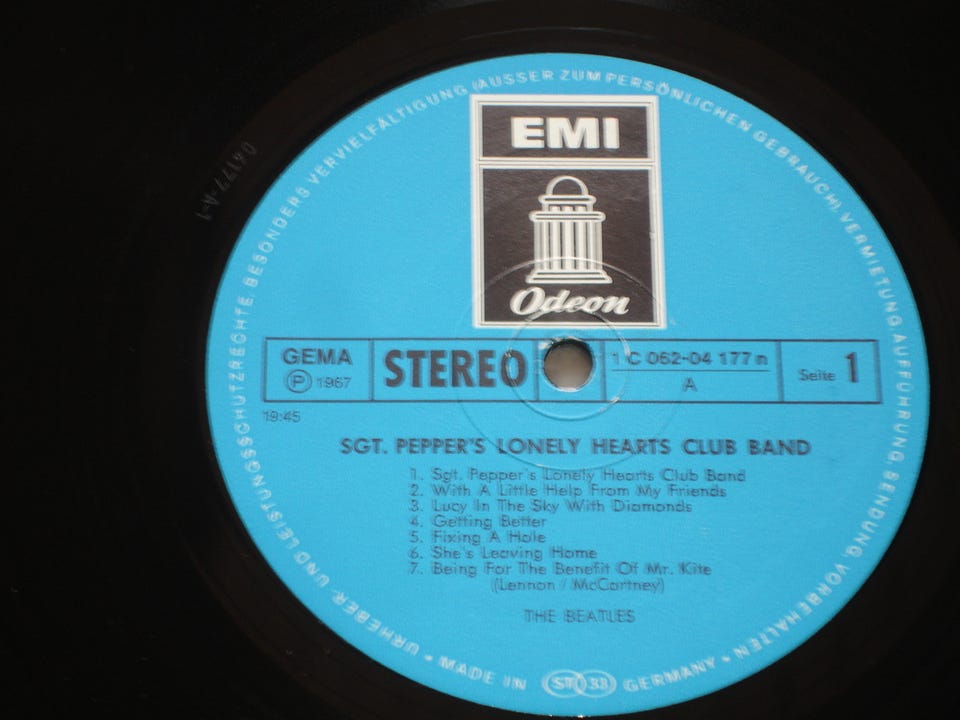 URHEBER- UND LEISTUNGSSCHUTZRECHTE, BESONDERS VERVIELFÄLTIGUNG (AUSSER ZUM PERSÖNLICHEN GEBRAUCH), VERMIETUNG, AUFFÜHRUNG, SENDUNG, VORBEHALTEN •
EMI
Odeon
04177-A-1
GEMA
Ⓟ 1967
STEREO
1 C 062-04 177 n
A
Seite 1
19:45
SGT. PEPPER'S LONELY HEARTS CLUB BAND
1. Sgt. Pepper's Lonely Hearts Club Band
2. With A Little Help From My Friends
3. Lucy In The Sky With Diamonds
4. Getting Better
5. Fixing A Hole
6. She's Leaving Home
7. Being For The Benefit Of Mr. Kite
(Lennon / McCartney)
THE BEATLES
• MADE IN ST 33 GERMANY •